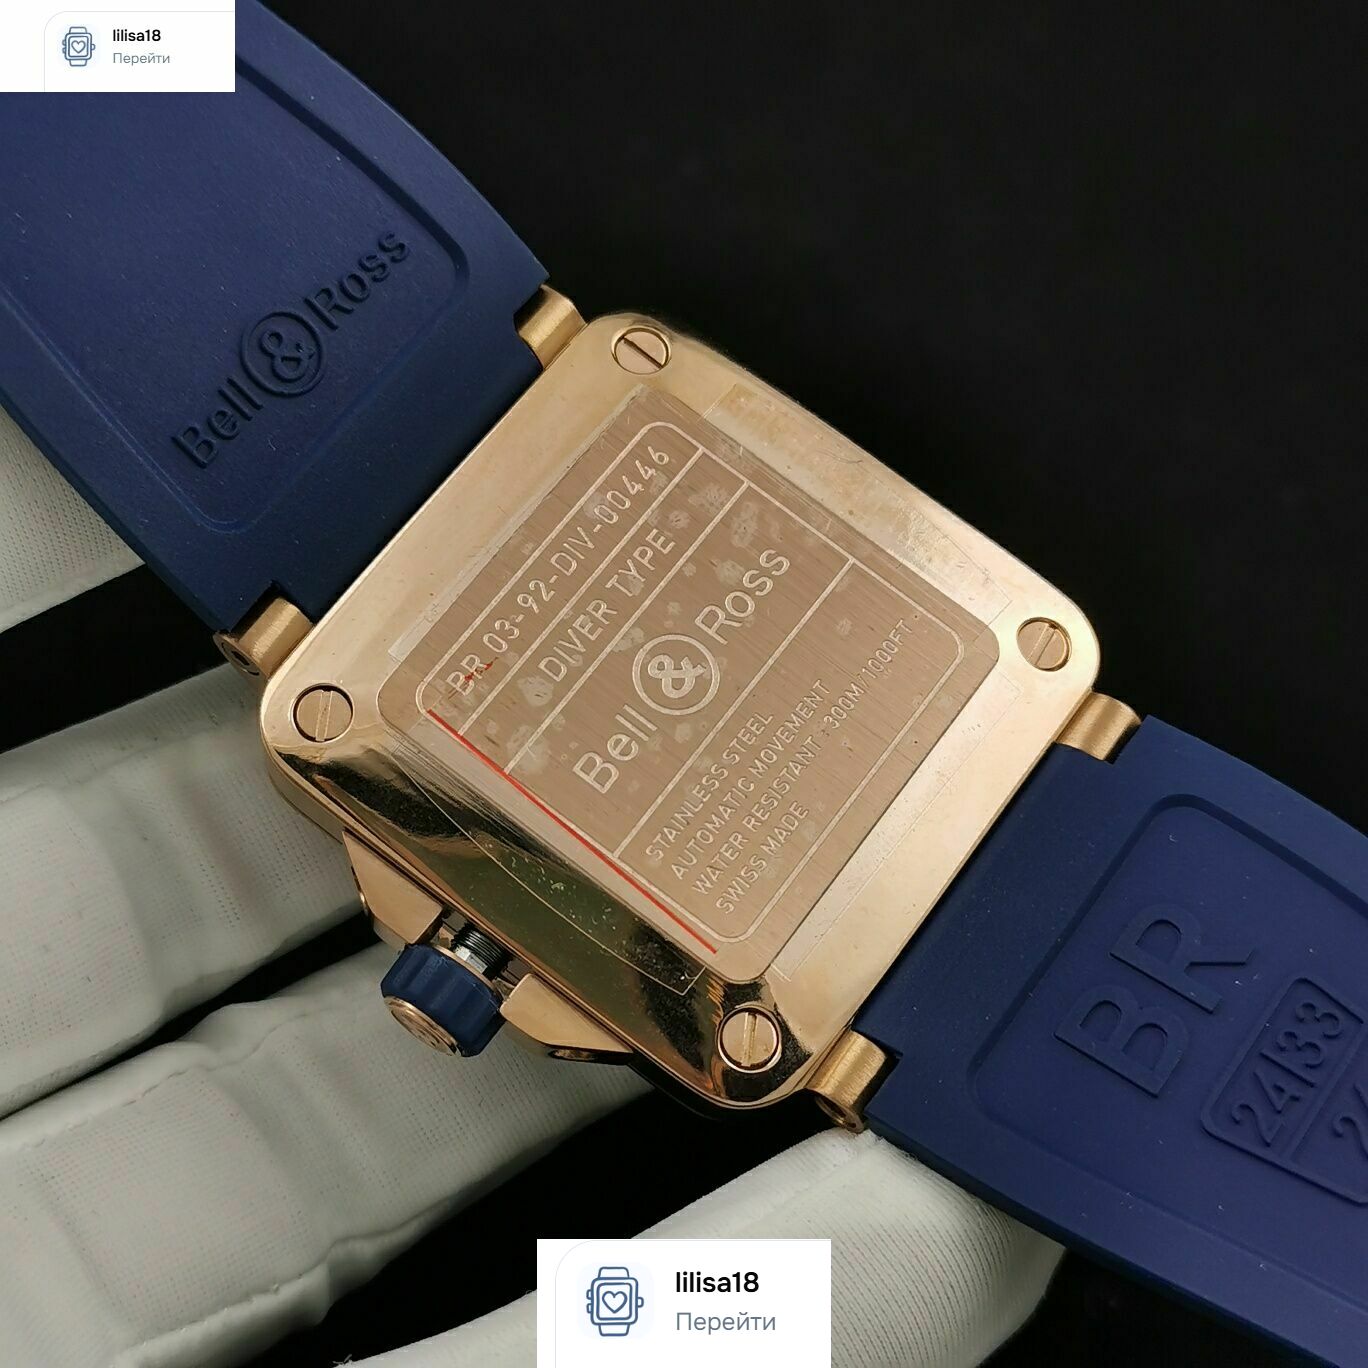 lilisa18
Перейти
Bell & Ross
BR 03-92-DIV-00446
DIVER TYPE
Bell & Ross
STAINLESS STEEL
AUTOMATIC MOVEMENT
WATER RESISTANT : 300M/1000FT
SWISS MADE
BR
24/33
lilisa18
Перейти